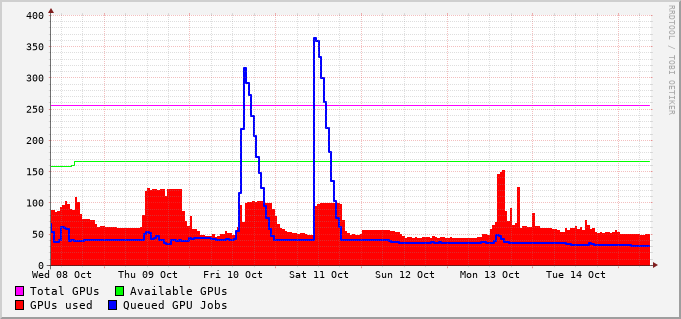 400
350
300
250
200
150
100
50
0
Wed 08 Oct Thu 09 Oct Fri 10 Oct Sat 11 Oct Sun 12 Oct Mon 13 Oct Tue 14 Oct
Total GPUs Available GPUs
GPUs used Queued GPU Jobs
RRDTOOL / TOBI OETIKER